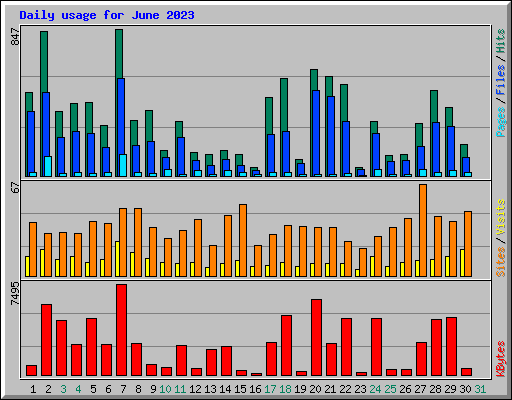 Daily usage for June 2023
847
67
7495
Pages / Files / Hits
Sites / Visits
KBytes
1 2 3 4 5 6 7 8 9 10 11 12 13 14 15 16 17 18 19 20 21 22 23 24 25 26 27 28 29 30 31